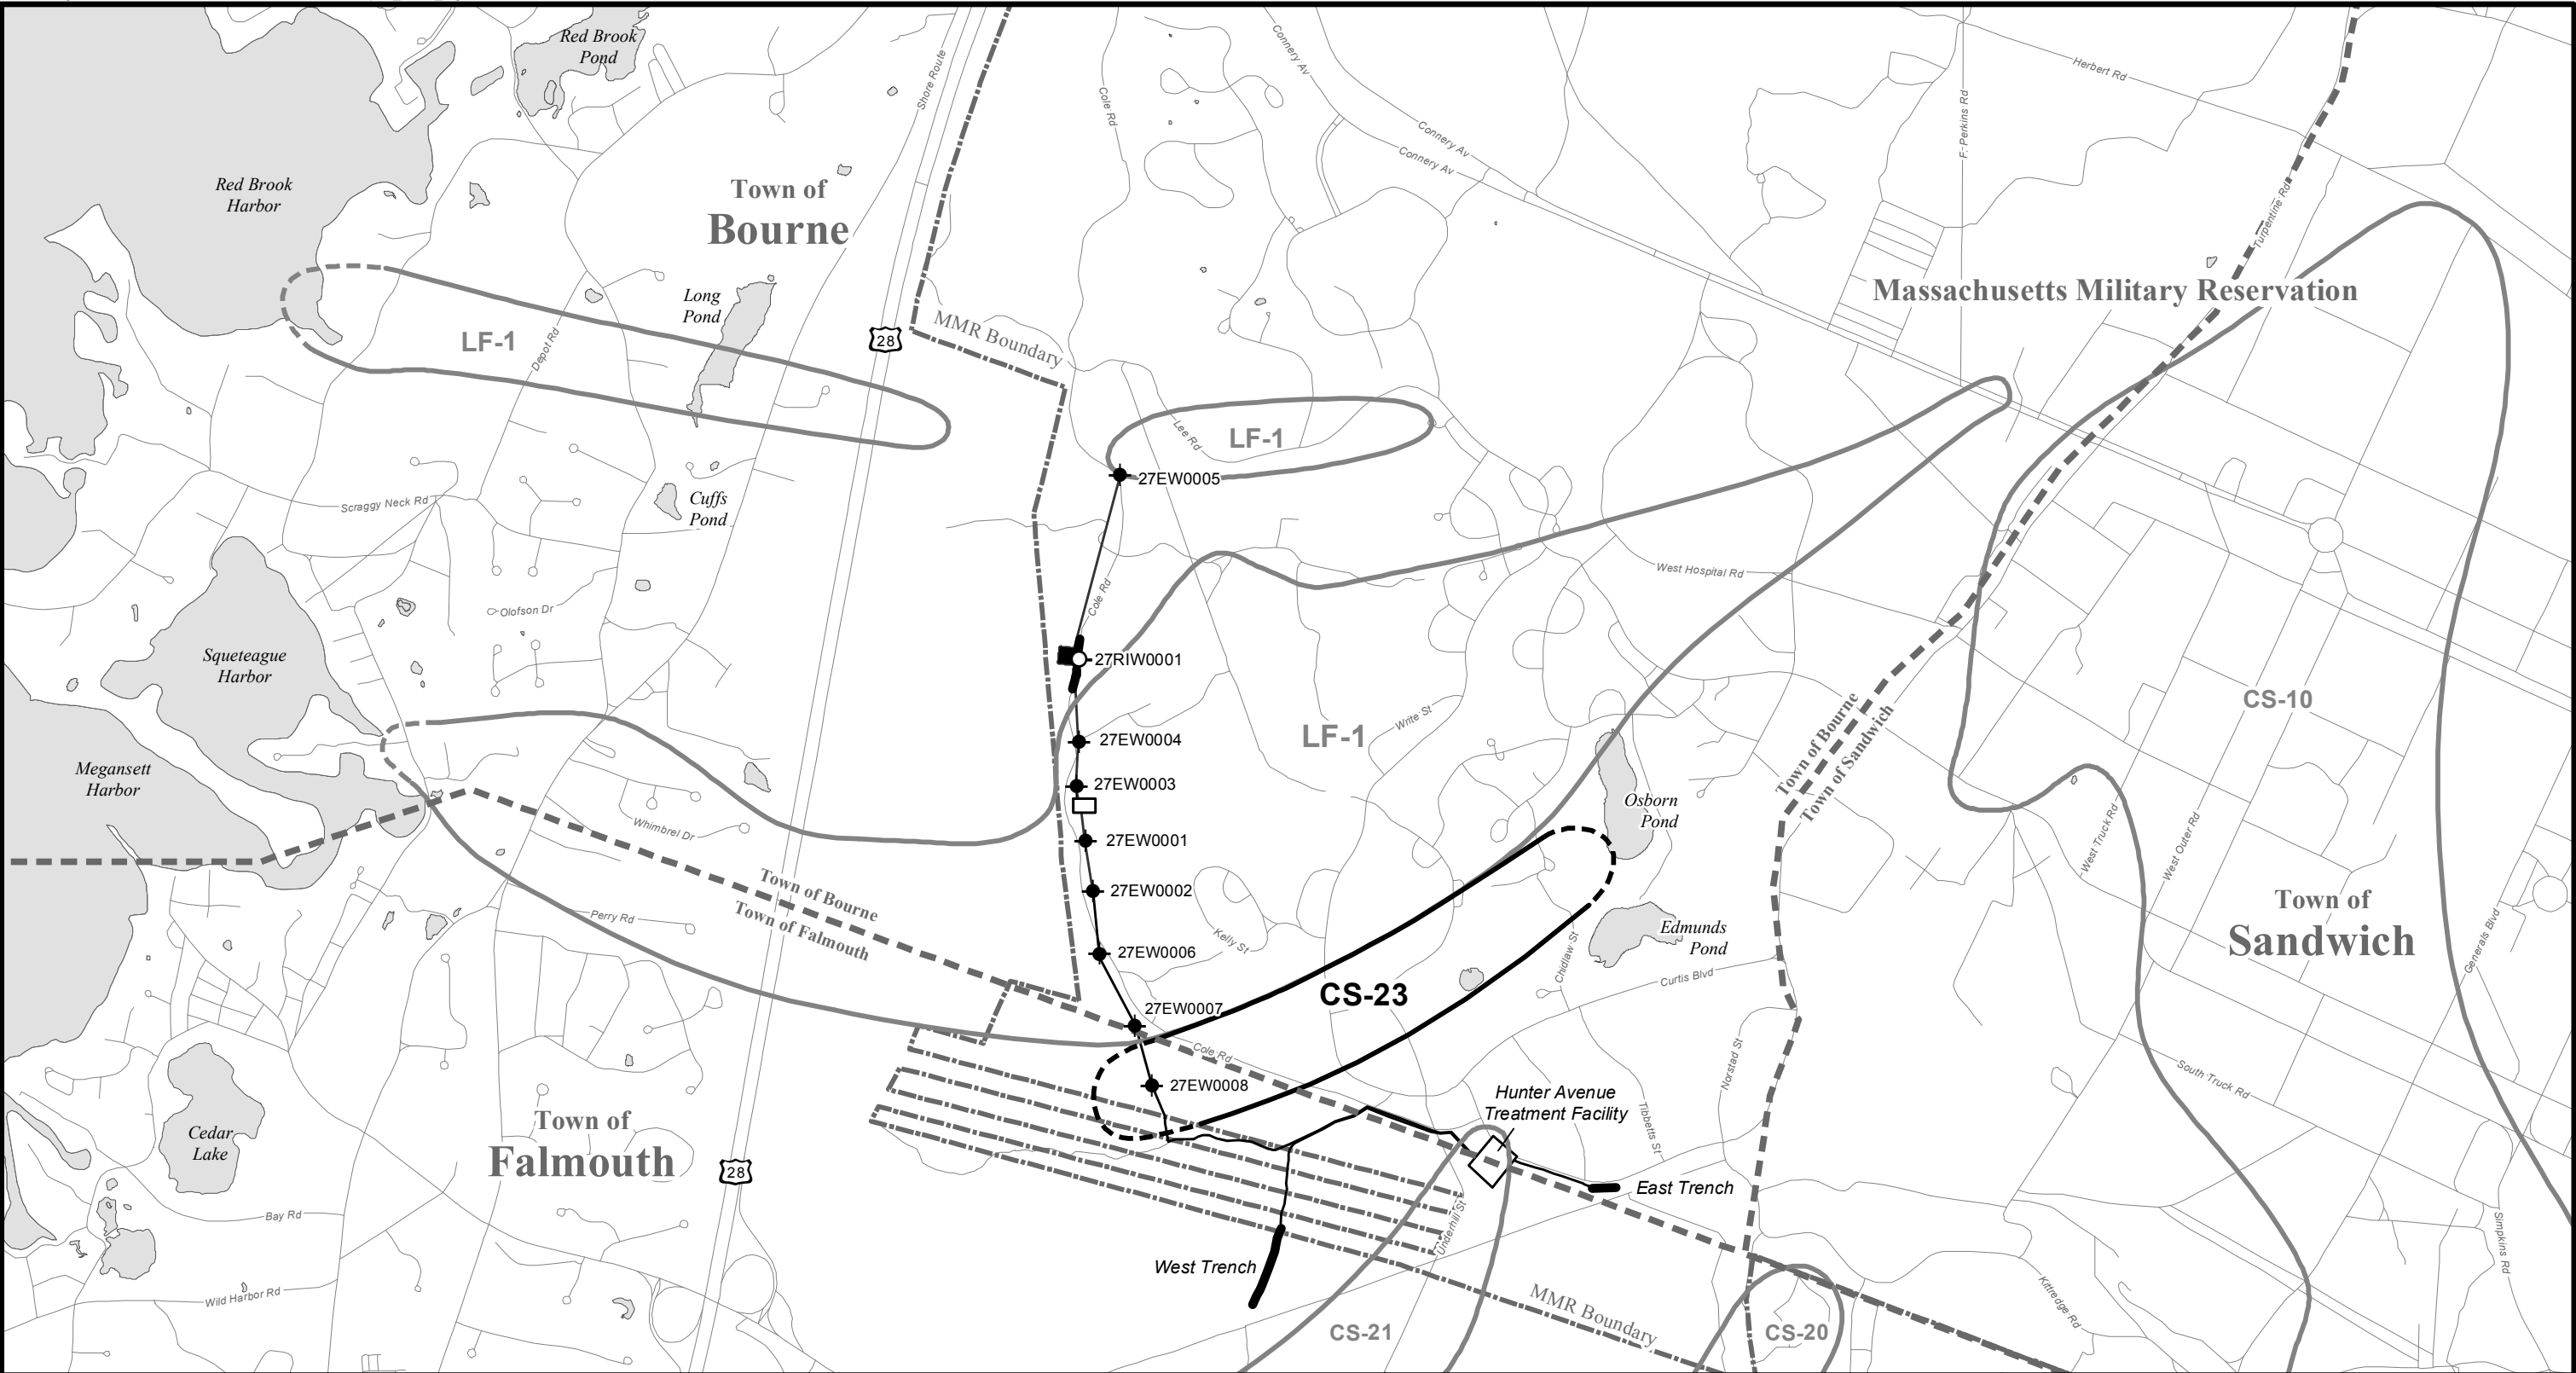 Red Brook
Pond
Shore Route
Cole Rd
Connery Av
Connery Av
Connery Av
Herbert Rd
F. Perkins Rd
Turpentine Rd
Red Brook
Harbor
Town of
Bourne
Massachusetts Military Reservation
Long
Pond
28
MMR Boundary
LF-1
Depot Rd
Lee Rd
LF-1
27EW0005
Scraggy Neck Rd
Cuffs
Pond
West Hospital Rd
Cole Rd
Olofson Dr
Squeteague
Harbor
27RIW0001
CS-10
Town of Bourne
Town of Sandwich
Write St
LF-1
27EW0004
Megansett
Harbor
27EW0003
Osborn
Pond
Whimbrel Dr
27EW0001
West Truck Rd
West Outer Rd
Town of Bourne
Town of Falmouth
27EW0002
Town of
Sandwich
Perry Rd
Kelly St
Edmunds
Pond
Generals Blvd
27EW0006
Chidlaw St
Curtis Blvd
CS-23
27EW0007
Cole Rd
Norstad St
South Truck Rd
27EW0008
Hunter Avenue
Treatment Facility
Tibbetts St
Town of
Falmouth
Cedar
Lake
28
East Trench
Bay Rd
Underhill St
Simpkins Rd
West Trench
Wild Harbor Rd
Kittredge Rd
MMR Boundary
CS-21
CS-20